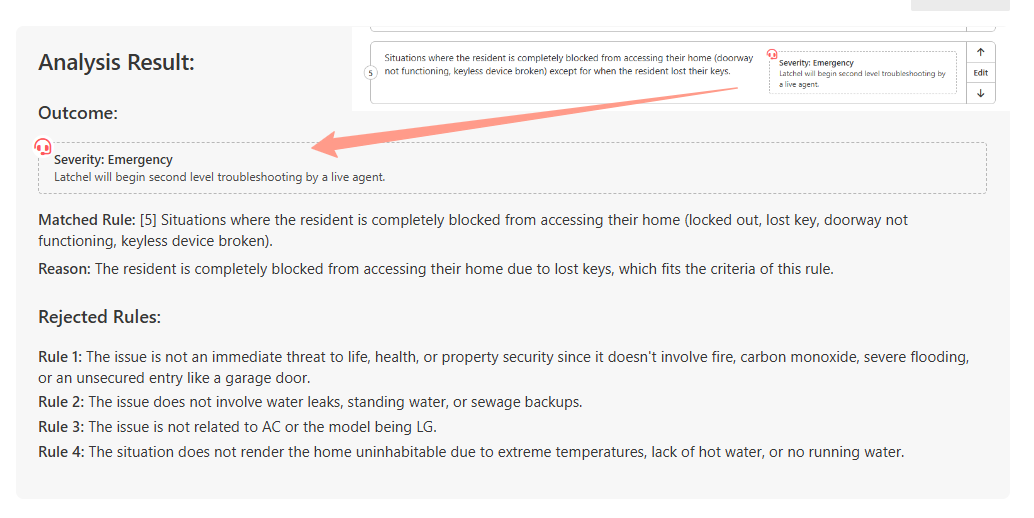 Analysis Result:
5
Situations where the resident is completely blocked from accessing their home (doorway
not functioning, keyless device broken) except for when the resident lost their keys.
Severity: Emergency
Latchel will begin second level troubleshooting by
a live agent.
↑
Edit
↓
Outcome:
Severity: Emergency
Latchel will begin second level troubleshooting by a live agent.
Matched Rule: [5] Situations where the resident is completely blocked from accessing their home (locked out, lost key, doorway not
functioning, keyless device broken).
Reason: The resident is completely blocked from accessing their home due to lost keys, which fits the criteria of this rule.
Rejected Rules:
Rule 1: The issue is not an immediate threat to life, health, or property security since it doesn't involve fire, carbon monoxide, severe flooding,
or an unsecured entry like a garage door.
Rule 2: The issue does not involve water leaks, standing water, or sewage backups.
Rule 3: The issue is not related to AC or the model being LG.
Rule 4: The situation does not render the home uninhabitable due to extreme temperatures, lack of hot water, or no running water.